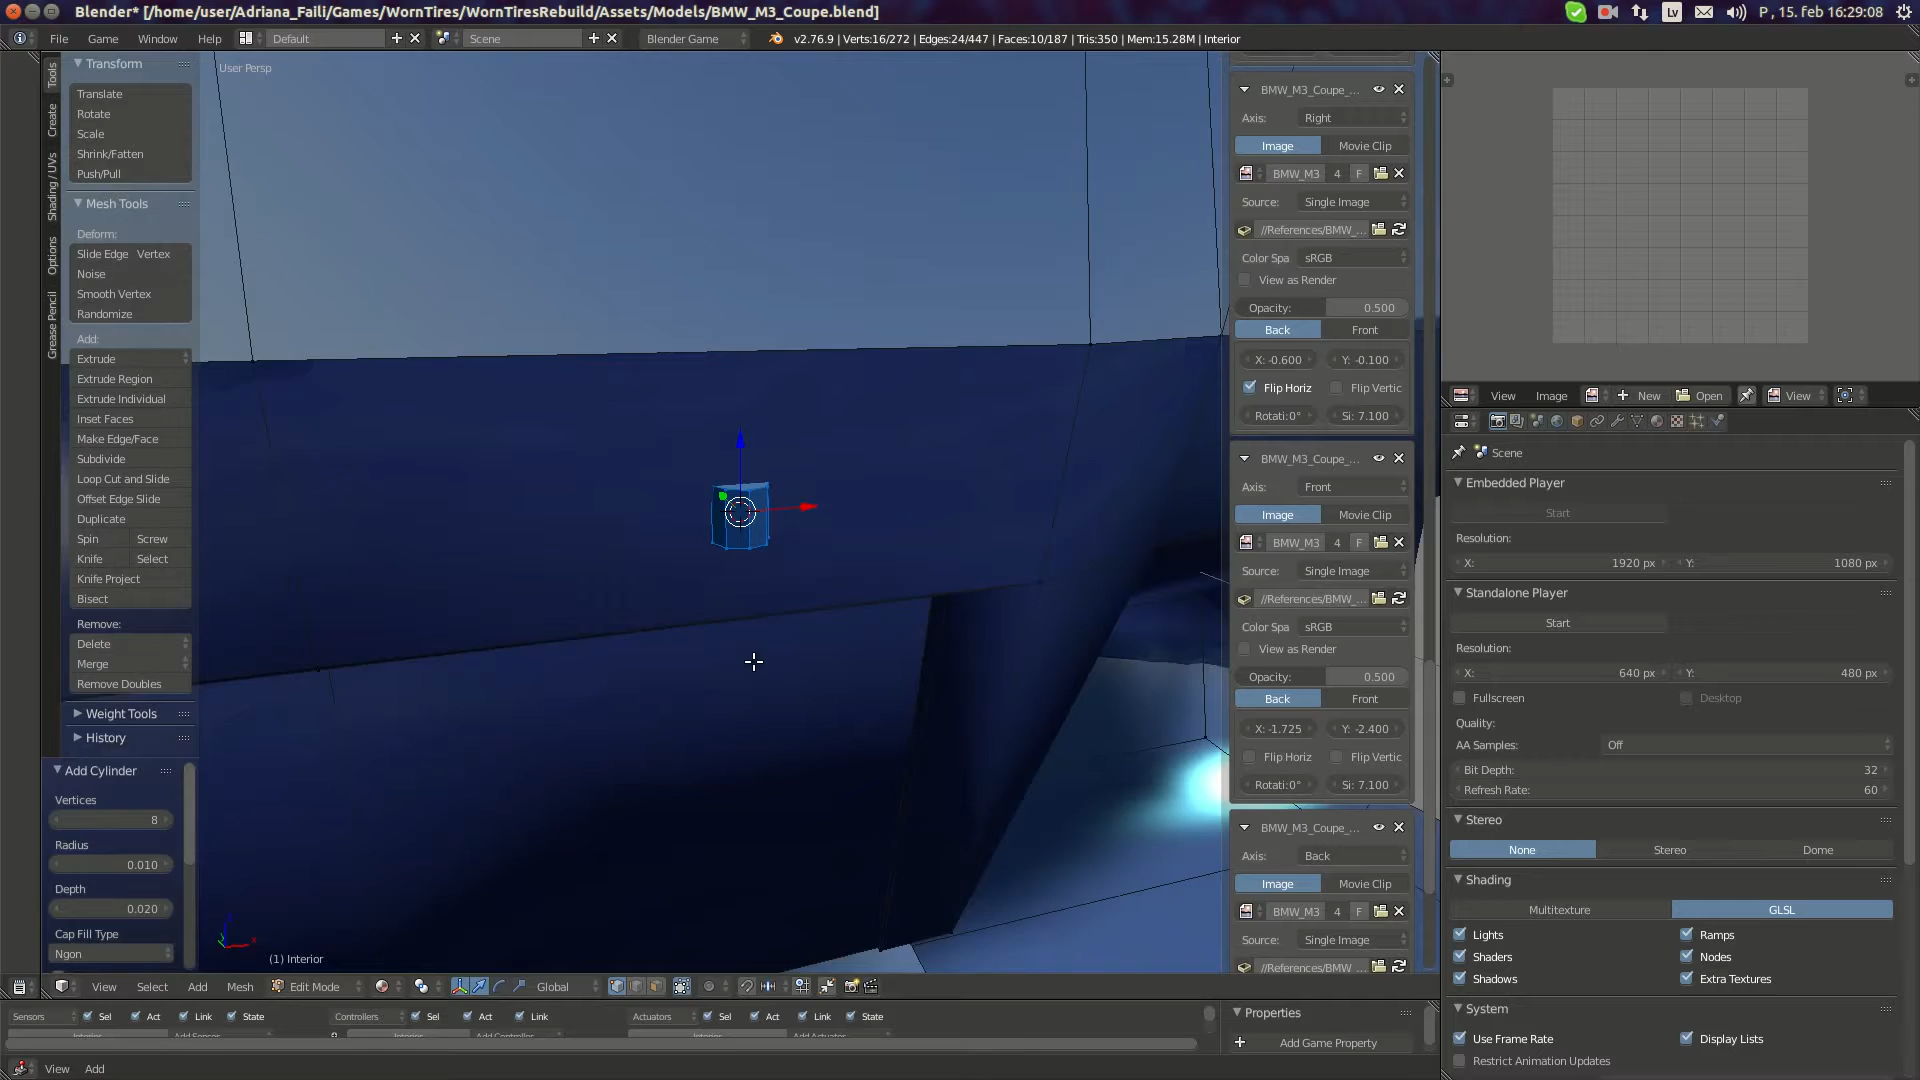 Blender* [/home/user/Adriana_Faili/Games/WornTires/WornTiresRebuild/Assets/Models/BMW_M3_Coupe.blend]
Lv
P , 15. feb 16:29:08
File Game Window Help
Default
Scene
Blender Game
v2.76.9 | Verts:16/272 | Edges:24/447 | Faces:10/187 | Tris:350 | Mem:15.28M | Interior
Tools
Create
Shading / UVs
Options
Grease Pencil
Transform
Translate
Rotate
Scale
Shrink/Fatten
Push/Pull
Mesh Tools
Deform:
Slide Edge Vertex
Noise
Smooth Vertex
Randomize
Add:
Extrude
Extrude Region
Extrude Individual
Inset Faces
Make Edge/Face
Subdivide
Loop Cut and Slide
Offset Edge Slide
Duplicate
Spin Screw
Knife Select
Knife Project
Bisect
Remove:
Delete
Merge
Remove Doubles
Weight Tools
History
Add Cylinder
Vertices
8
Radius
0.010
Depth
0.020
Cap Fill Type
Ngon
User Persp
(1) Interior
BMW_M3_Coupe_...
Axis: Right
Image Movie Clip
BMW_M3 4 F
Source: Single Image
//References/BMW_...
Color Spa sRGB
View as Render
Opacity: 0.500
Back Front
X: -0.600 Y: -0.100
Flip Horiz Flip Vertic
Rotati:0° Si: 7.100
BMW_M3_Coupe_...
Axis: Front
Image Movie Clip
BMW_M3 4 F
Source: Single Image
//References/BMW_...
Color Spa sRGB
View as Render
Opacity: 0.500
Back Front
X: -1.725 Y: -2.400
Flip Horiz Flip Vertic
Rotati:0° Si: 7.100
BMW_M3_Coupe_...
Axis: Back
Image Movie Clip
BMW_M3 4 F
Source: Single Image
//References/BMW_...
View Select Add Mesh Edit Mode Global
Sensors Sel Act Link State
Controllers Sel Act Link
Actuators Sel Act Link State
Interior Add Sensor
Interior Add Controller
Interior Add Actuator
Properties
Add Game Property
View Add
View Image New Open View
Scene
Embedded Player
Start
Resolution:
X: 1920 px Y: 1080 px
Standalone Player
Start
Resolution:
X: 640 px Y: 480 px
Fullscreen Desktop
Quality:
AA Samples: Off
Bit Depth: 32
Refresh Rate: 60
Stereo
None Stereo Dome
Shading
Multitexture GLSL
Lights Ramps
Shaders Nodes
Shadows Extra Textures
System
Use Frame Rate Display Lists
Restrict Animation Updates